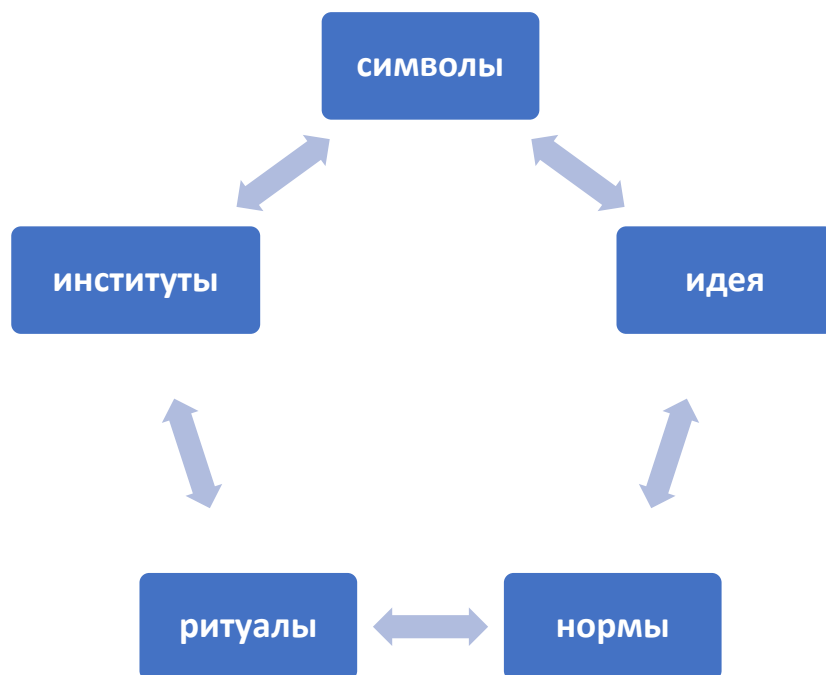 символы
институты
идея
ритуалы
нормы